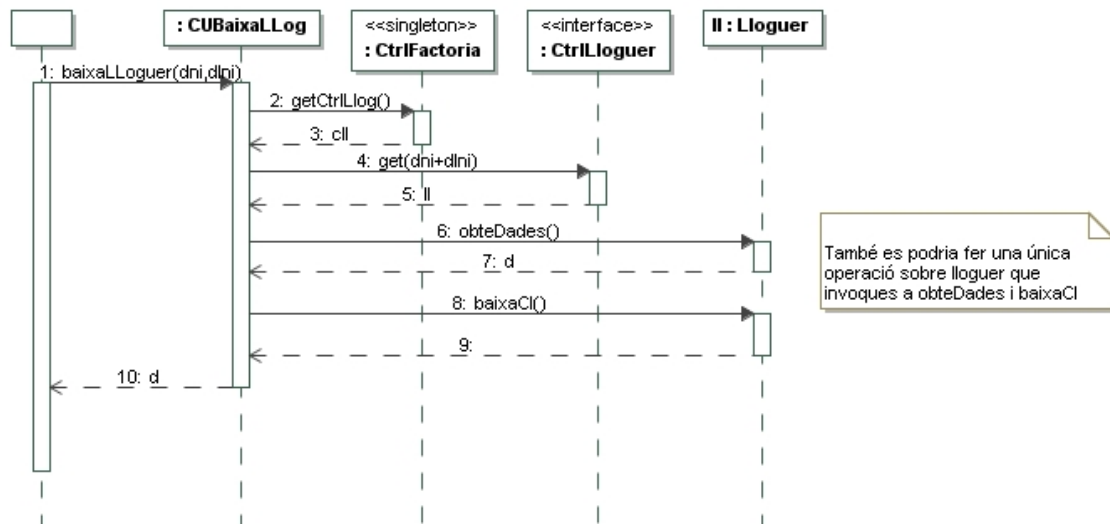 : CUBaixaLLog
<<singleton>>
: CtrlFactoria
<<interface>>
: CtrlLloguer
ll : Lloguer
1: baixaLLoguer(dni,dIni)
2: getCtrlLlog()
3: cll
4: get(dni+dIni)
5: ll
6: obteDades()
7: d
8: baixaCl()
9:
10: d
També es podria fer una única
operació sobre lloguer que
invoques a obteDades i baixaCl